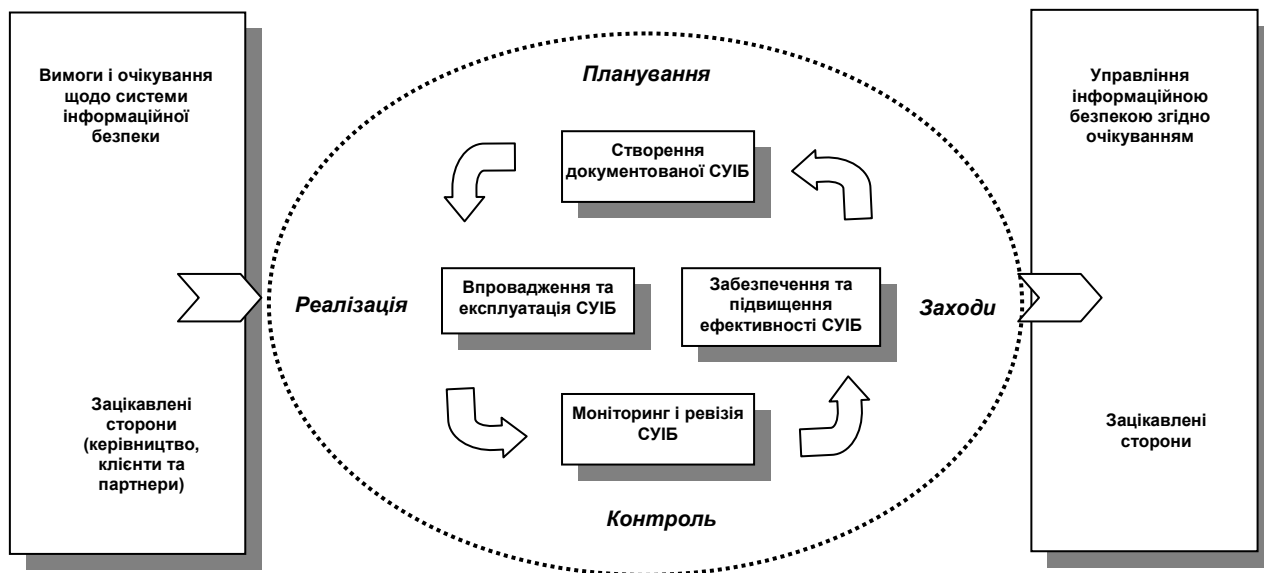 Вимоги і очікування
щодо системи
інформаційної
безпеки
Зацікавлені
сторони
(керівництво,
клієнти та
партнери)
Планування
Створення
документованої СУІБ
Реалізація
Впровадження та
експлуатація СУІБ
Забезпечення та
підвищення
ефективності СУІБ
Заходи
Моніторинг і ревізія
СУІБ
Контроль
Управління
інформаційною
безпекою згідно
очікуванням
Зацікавлені
сторони